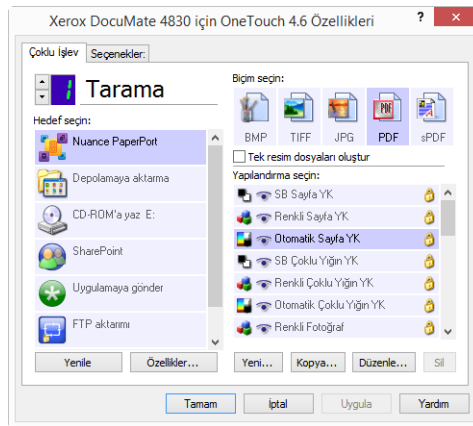 Xerox DocuMate 4830 için OneTouch 4.6 Özellikleri
Çoklu İşlev
Seçenekler:
1 Tarama
Hedef seçin:
Nuance PaperPort
Depolamaya aktarma
CD-ROM'a yaz E:
SharePoint
Uygulamaya gönder
FTP aktarımı
Yenile
Özellikler...
Biçim seçin:
BMP
TIFF
JPG
PDF
sPDF
Tek resim dosyaları oluştur
Yapılandırma seçin:
SB Sayfa YK
Renkli Sayfa YK
Otomatik Sayfa YK
SB Çoklu Yığın YK
Renkli Çoklu Yığın YK
Otomatik Çoklu Yığın YK
Renkli Fotoğraf
Yeni...
Kopya...
Düzenle...
Sil
Tamam
İptal
Uygula
Yardım